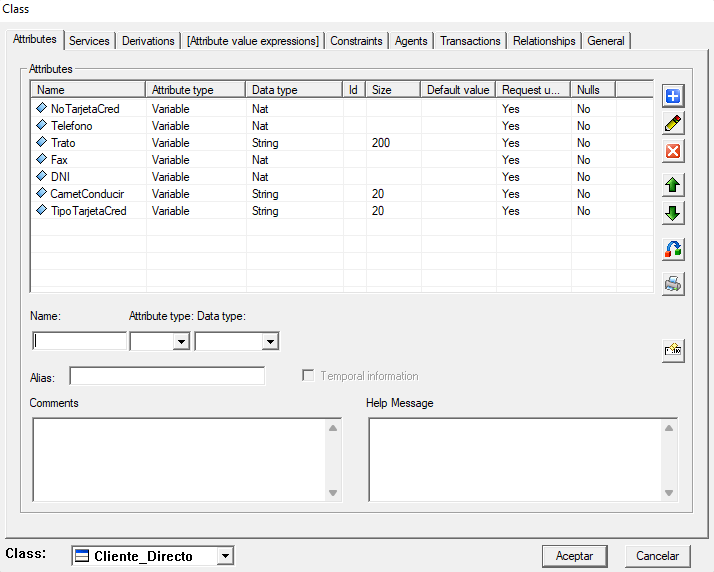 Class
Attributes Services Derivations [Attribute value expressions] Constraints Agents Transactions Relationships General
Attributes
Name Attribute type Data type Id Size Default value Request u... Nulls
NoTarjetaCred Variable Nat Yes No
Telefono Variable Nat Yes No
Trato Variable String 200 Yes No
Fax Variable Nat Yes No
DNI Variable Nat Yes No
CarnetConducir Variable String 20 Yes No
TipoTarjetaCred Variable String 20 Yes No
Name: Attribute type: Data type:
Alias: Temporal information
Comments Help Message
Class: Cliente_Directo Aceptar Cancelar